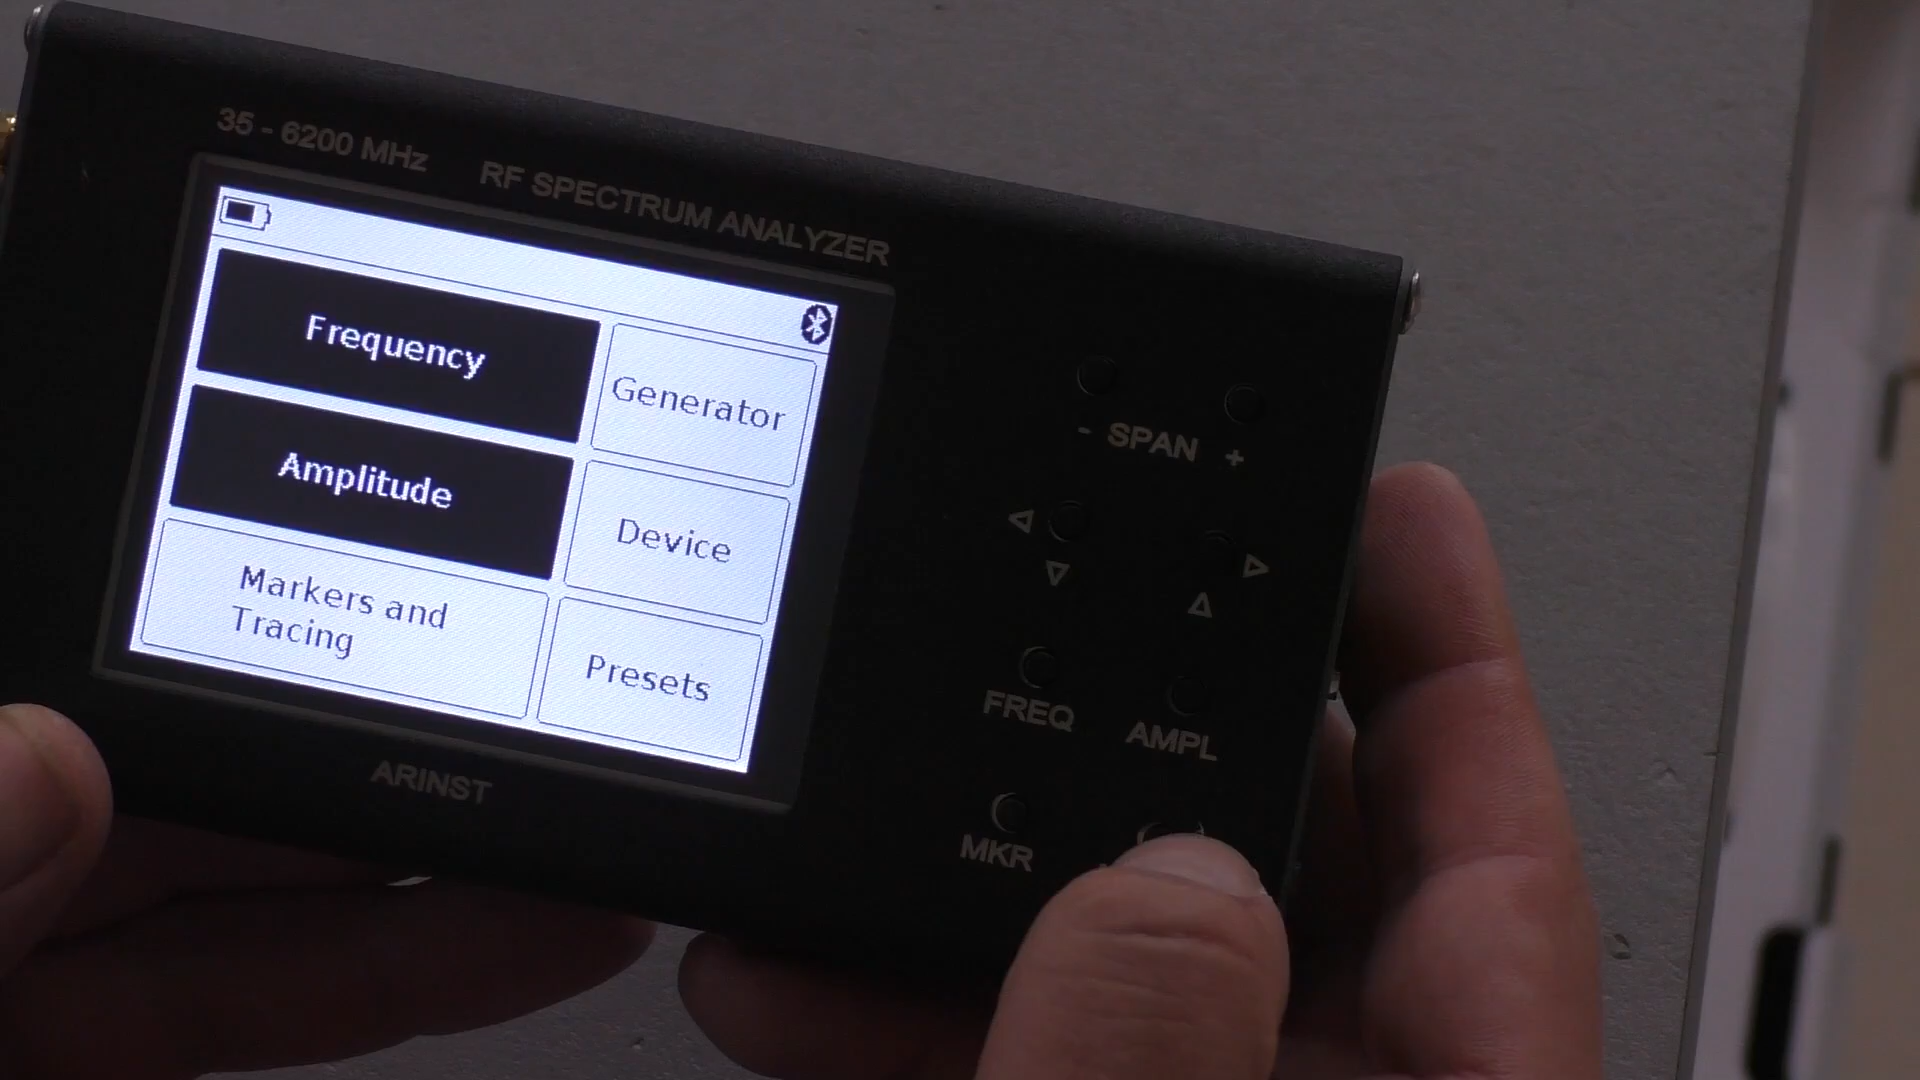 35 - 6200 MHz RF SPECTRUM ANALYZER
Frequency
Generator
Amplitude
Device
Markers and
Tracing
Presets
ARINST
- SPAN +
FREQ
AMPL
MKR